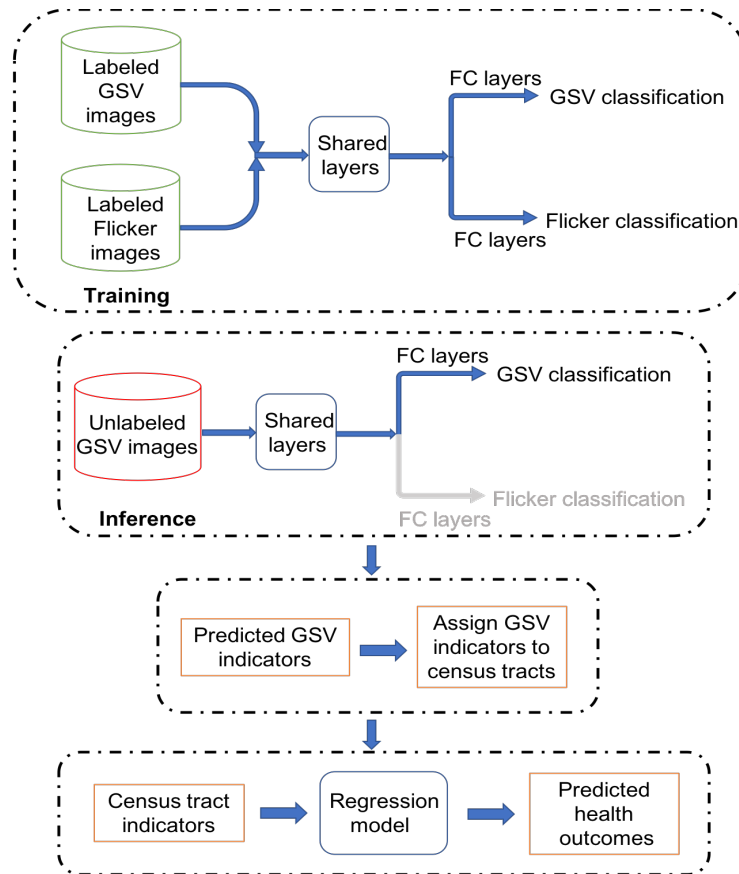 Labeled
GSV
images
Labeled
Flicker
images
Shared
layers
FC layers
GSV classification
Flicker classification
FC layers
Training
Unlabeled
GSV images
Shared
layers
FC layers
GSV classification
Flicker classification
FC layers
Inference
Predicted GSV
indicators
Assign GSV
indicators to
census tracts
Census tract
indicators
Regression
model
Predicted
health
outcomes